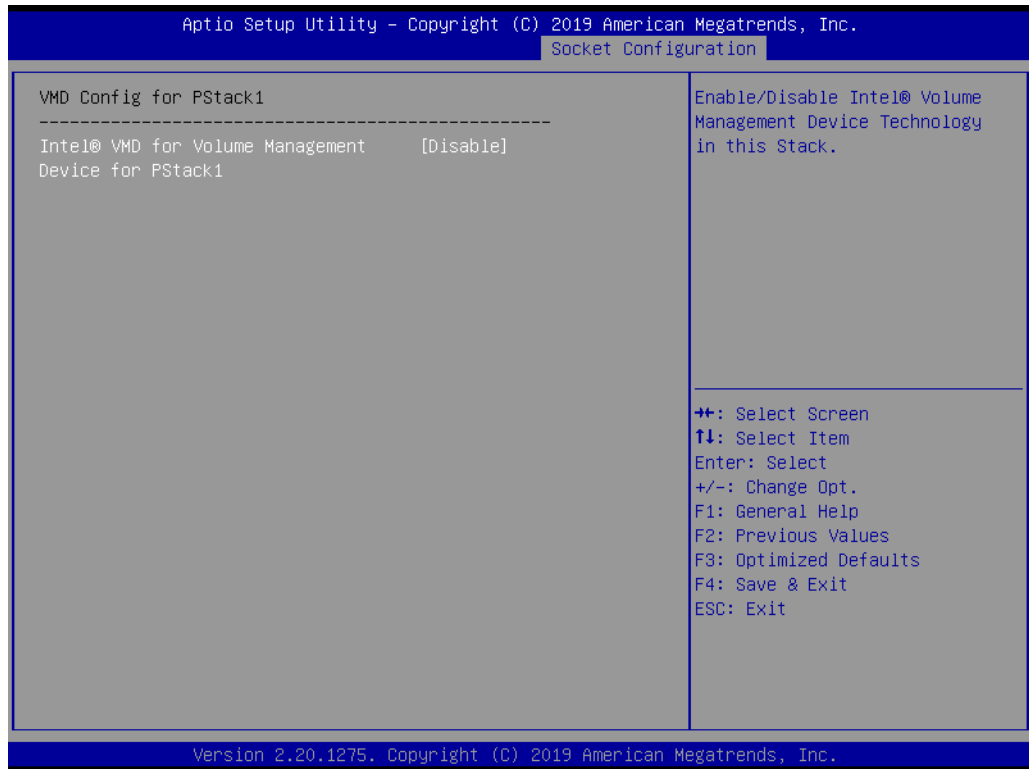 Aptio Setup Utility – Copyright (C) 2019 American Megatrends, Inc.
Socket Configuration
VMD Config for PStack1
--------------------------------------------------
Intel® VMD for Volume Management [Disable]
Device for PStack1
Enable/Disable Intel® Volume
Management Device Technology
in this Stack.
→←: Select Screen
↑↓: Select Item
Enter: Select
+/-: Change Opt.
F1: General Help
F2: Previous Values
F3: Optimized Defaults
F4: Save & Exit
ESC: Exit
Version 2.20.1275. Copyright (C) 2019 American Megatrends, Inc.